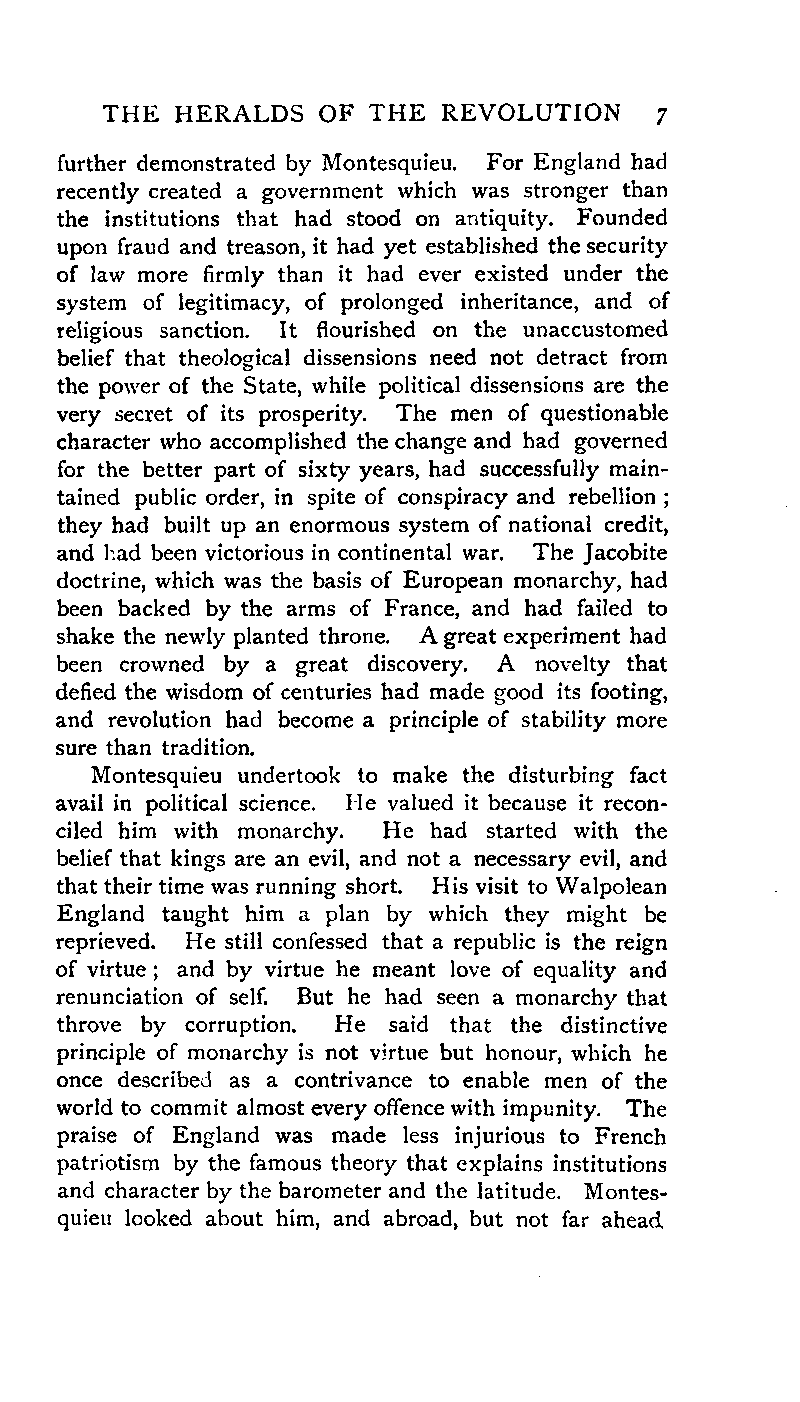 THE HERALDS OF THE REVOLUTION 7
further demonstrated by Montesquieu. For England had
recently created a government which was stronger than
the institutions that had stood on antiquity. Founded
upon fraud and treason, it had yet established the security
of law more firmly than it had ever existed under the
system of legitimacy, of prolonged inheritance, and of
religious sanction. It flourished on the unaccustomed
belief that theological dissensions need not detract from
the power of the State, while political dissensions are the
very secret of its prosperity. The men of questionable
character who accomplished the change and had governed
for the better part of sixty years, had successfully main-
tained public order, in spite of conspiracy and rebellion ;
they had built up an enormous system of national credit,
and had been victorious in continental war. The Jacobite
doctrine, which was the basis of European monarchy, had
been backed by the arms of France, and had failed to
shake the newly planted throne. A great experiment had
been crowned by a great discovery. A novelty that
defied the wisdom of centuries had made good its footing,
and revolution had become a principle of stability more
sure than tradition.
Montesquieu undertook to make the disturbing fact
avail in political science. He valued it because it recon-
ciled him with monarchy. He had started with the
belief that kings are an evil, and not a necessary evil, and
that their time was running short. His visit to Walpolean
England taught him a plan by which they might be
reprieved. He still confessed that a republic is the reign
of virtue ; and by virtue he meant love of equality and
renunciation of self. But he had seen a monarchy that
throve by corruption. He said that the distinctive
principle of monarchy is not virtue but honour, which he
once described as a contrivance to enable men of the
world to commit almost every offence with impunity. The
praise of England was made less injurious to French
patriotism by the famous theory that explains institutions
and character by the barometer and the latitude. Montes-
quieu looked about him, and abroad, but not far ahead.